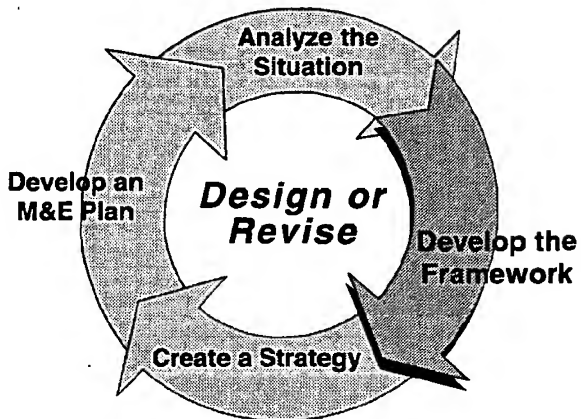 Analyze the
Situation
Develop the
Framework
Create a Strategy
Develop an
M&E Plan
Design or
Revise